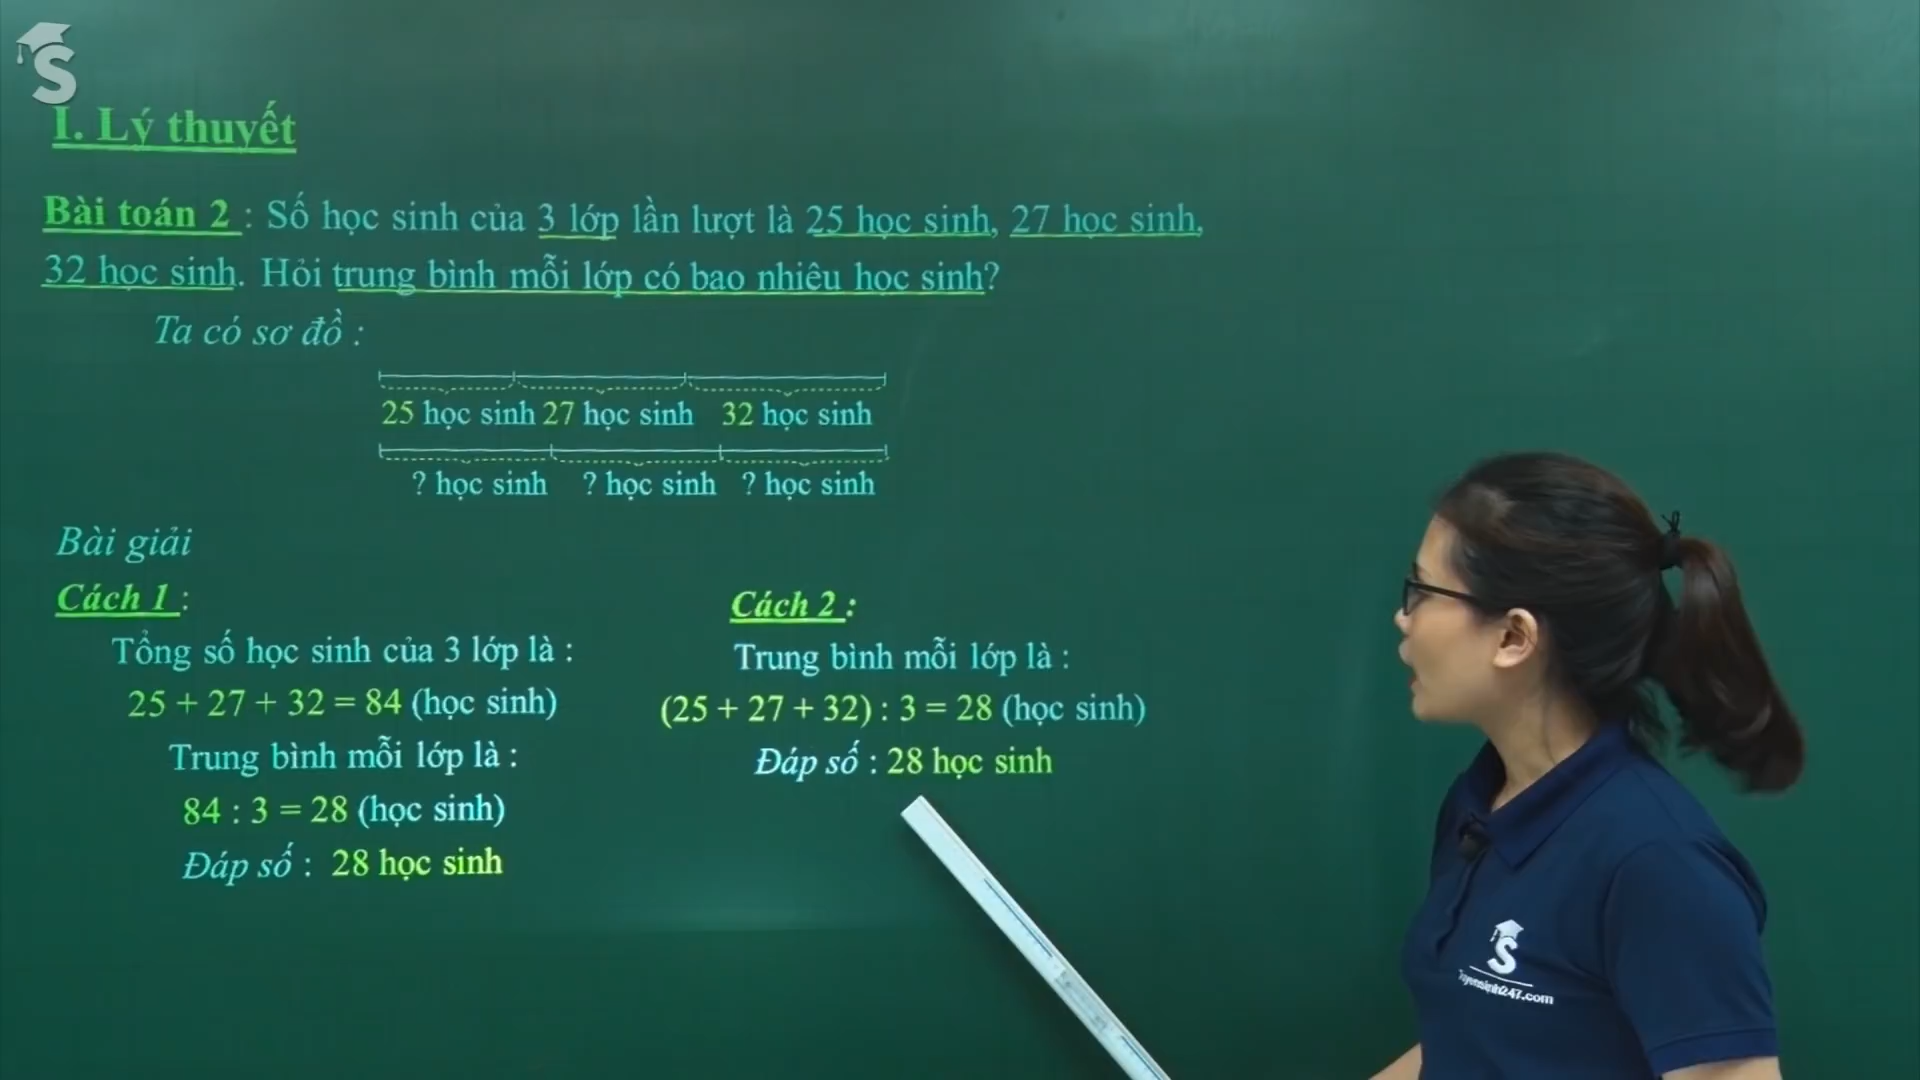 S
I. Lý thuyết
Bài toán 2 : Số học sinh của 3 lớp lần lượt là 25 học sinh, 27 học sinh,
32 học sinh. Hỏi trung bình mỗi lớp có bao nhiêu học sinh?
Ta có sơ đồ :
25 học sinh 27 học sinh 32 học sinh
? học sinh ? học sinh ? học sinh
Bài giải
Cách 1 :
Tổng số học sinh của 3 lớp là :
25 + 27 + 32 = 84 (học sinh)
Trung bình mỗi lớp là :
84 : 3 = 28 (học sinh)
Đáp số : 28 học sinh
Cách 2 :
Trung bình mỗi lớp là :
(25 + 27 + 32) : 3 = 28 (học sinh)
Đáp số : 28 học sinh
S
Tuyensinh247.com